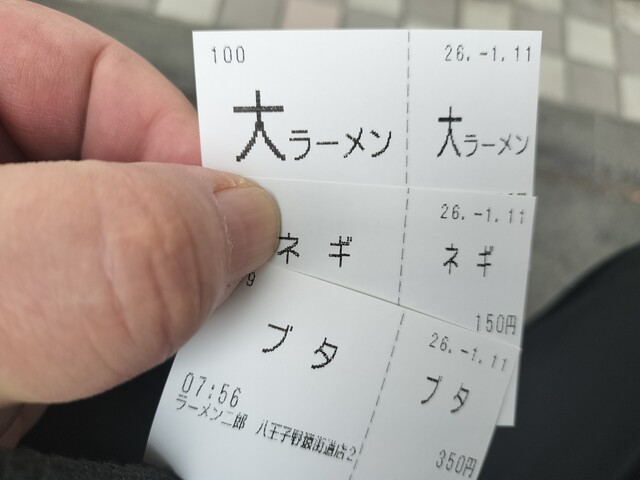 100 26.-1.11
大ラーメン 大ラーメン
26.-1.11
ネギ ネギ
9 150円
26.-1.11
ブタ ブタ
07:56
ラーメン二郎 八王子野猿街道店2
350円